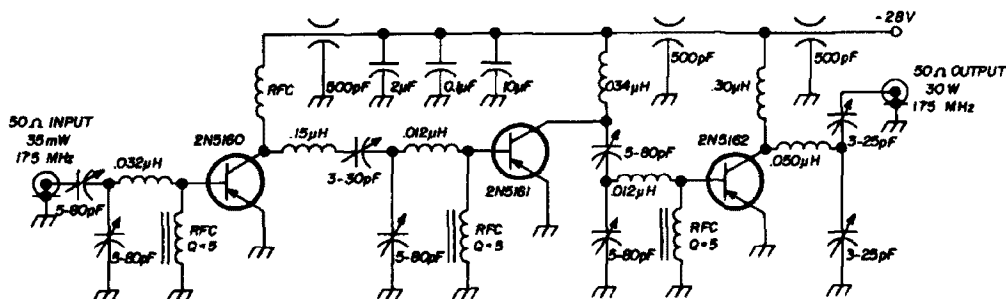 -28V
500pF
2μF
0.1μF
10μF
500pF
500pF
RFC
.034μH
.30μH
50Ω OUTPUT
30W
175 MHz
50Ω INPUT
35mW
175 MHz
2N5160
.15μH
.012μH
2N5161
5-80pF
2N5162
3-25pF
.032μH
3-30pF
.012μH
.050μH
5-80pF
5-80pF
RFC
Q=5
5-80pF
RFC
Q=5
5-80pF
RFC
Q=5
3-25pF